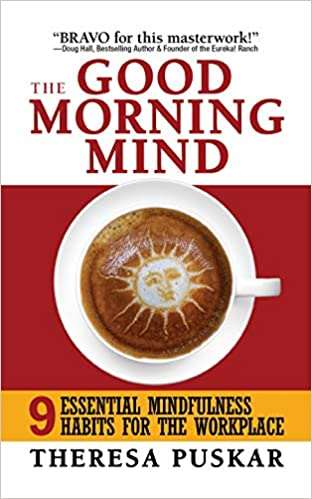 “BRAVO for this masterwork!”
—Doug Hall, Bestselling Author & Founder of the Eureka! Ranch
THE GOOD
MORNING
MIND
9 ESSENTIAL MINDFULNESS
HABITS FOR THE WORKPLACE
THERESA PUSKAR